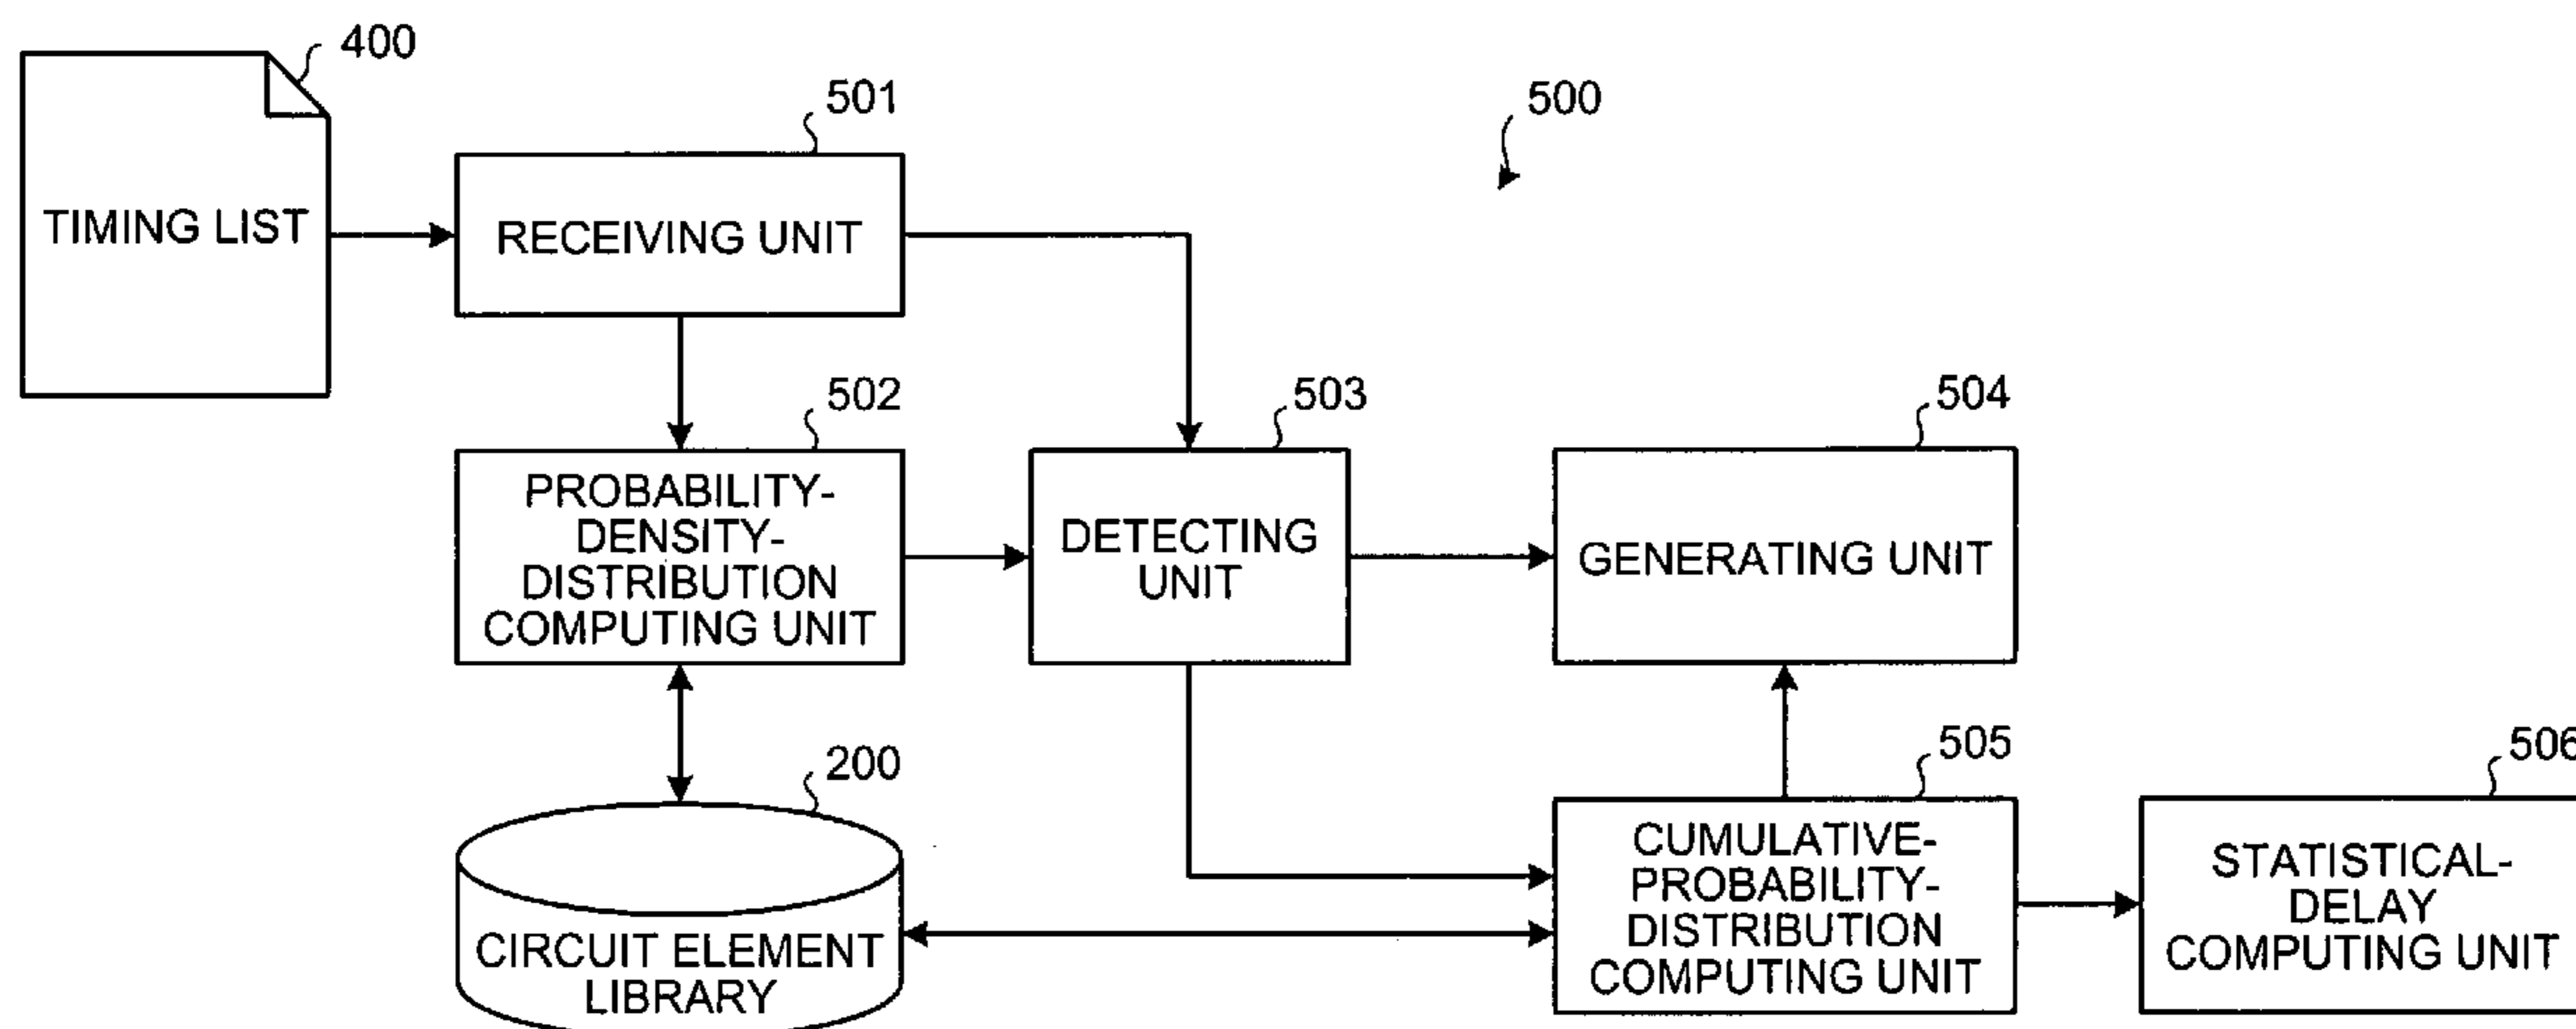 400
TIMING LIST
501
RECEIVING UNIT
500
502
PROBABILITY-
DENSITY-
DISTRIBUTION
COMPUTING UNIT
503
DETECTING
UNIT
504
GENERATING UNIT
200
CIRCUIT ELEMENT
LIBRARY
505
CUMULATIVE-
PROBABILITY-
DISTRIBUTION
COMPUTING UNIT
506
STATISTICAL-
DELAY
COMPUTING UNIT